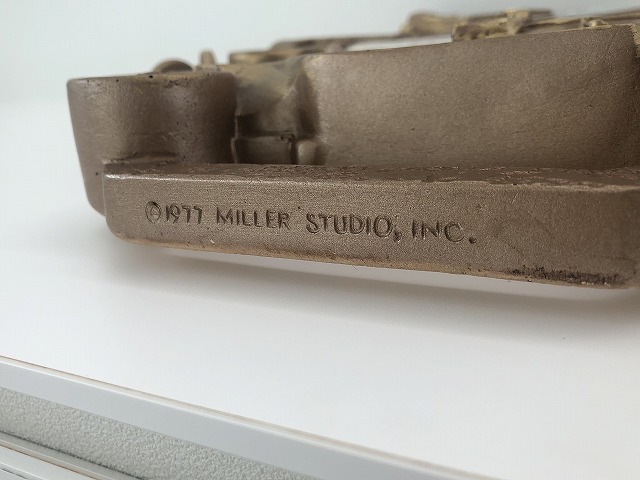 ©1977 MILLER STUDIO, INC.